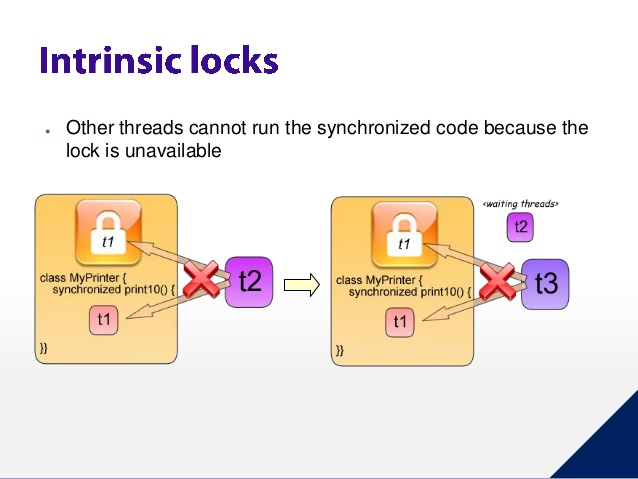 Intrinsic locks
● Other threads cannot run the synchronized code because the
lock is unavailable
t1
class MyPrinter {
synchronized print10() {
t1
}}
t2
<waiting threads>
t2
t1
class MyPrinter {
synchronized print10() {
t1
}}
t3